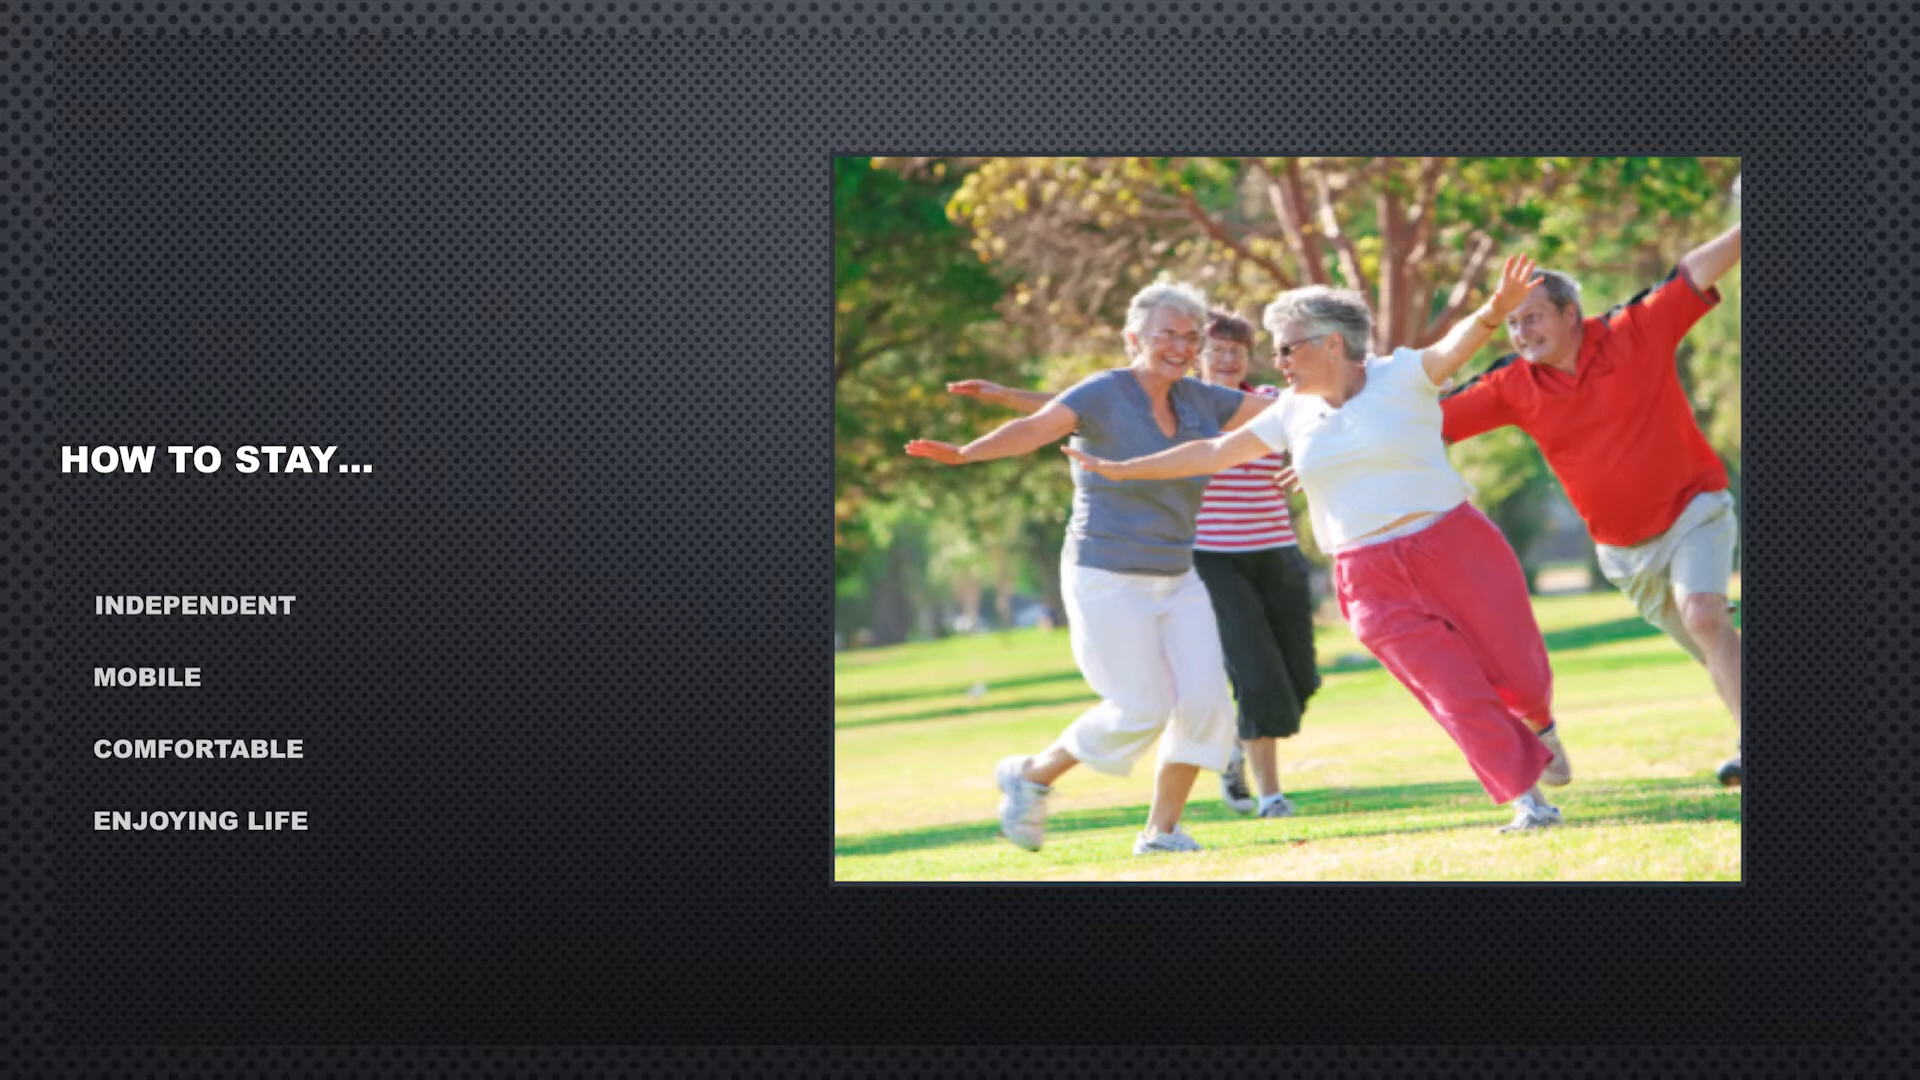 HOW TO STAY...
INDEPENDENT
MOBILE
COMFORTABLE
ENJOYING LIFE